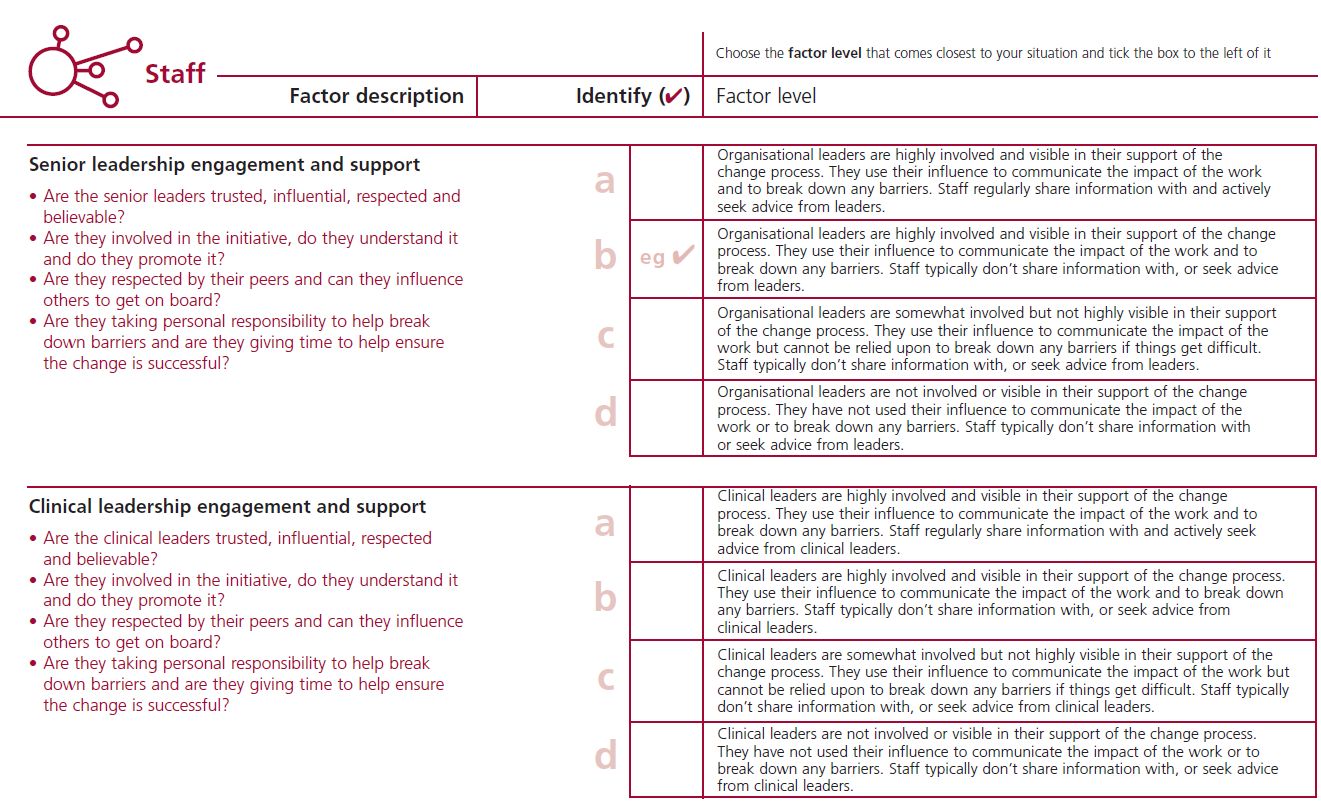 Staff
Choose the factor level that comes closest to your situation and tick the box to the left of it
Factor description
Identify (✔)
Factor level
Senior leadership engagement and support
• Are the senior leaders trusted, influential, respected and
believable?
• Are they involved in the initiative, do they understand it
and do they promote it?
• Are they respected by their peers and can they influence
others to get on board?
• Are they taking personal responsibility to help break
down barriers and are they giving time to help ensure
the change is successful?
a
Organisational leaders are highly involved and visible in their support of the
change process. They use their influence to communicate the impact of the work
and to break down any barriers. Staff regularly share information with and actively
seek advice from leaders.
b
eg ✔
Organisational leaders are highly involved and visible in their support of the change
process. They use their influence to communicate the impact of the work and to
break down any barriers. Staff typically don’t share information with, or seek advice
from leaders.
c
Organisational leaders are somewhat involved but not highly visible in their support
of the change process. They use their influence to communicate the impact of the
work but cannot be relied upon to break down any barriers if things get difficult.
Staff typically don’t share information with, or seek advice from leaders.
d
Organisational leaders are not involved or visible in their support of the change
process. They have not used their influence to communicate the impact of the
work or to break down any barriers. Staff typically don’t share information with
or seek advice from leaders.
Clinical leadership engagement and support
• Are the clinical leaders trusted, influential, respected
and believable?
• Are they involved in the initiative, do they understand it
and do they promote it?
• Are they respected by their peers and can they influence
others to get on board?
• Are they taking personal responsibility to help break
down barriers and are they giving time to help ensure
the change is successful?
a
Clinical leaders are highly involved and visible in their support of the change
process. They use their influence to communicate the impact of the work and to
break down any barriers. Staff regularly share information with and actively seek
advice from clinical leaders.
b
Clinical leaders are highly involved and visible in their support of the change process.
They use their influence to communicate the impact of the work and to break down
any barriers. Staff typically don’t share information with, or seek advice from
clinical leaders.
c
Clinical leaders are somewhat involved but not highly visible in their support of the
change process. They use their influence to communicate the impact of the work but
cannot be relied upon to break down any barriers if things get difficult. Staff typically
don’t share information with, or seek advice from clinical leaders.
d
Clinical leaders are not involved or visible in their support of the change process.
They have not used their influence to communicate the impact of the work or to
break down any barriers. Staff typically don’t share information with, or seek advice
from clinical leaders.